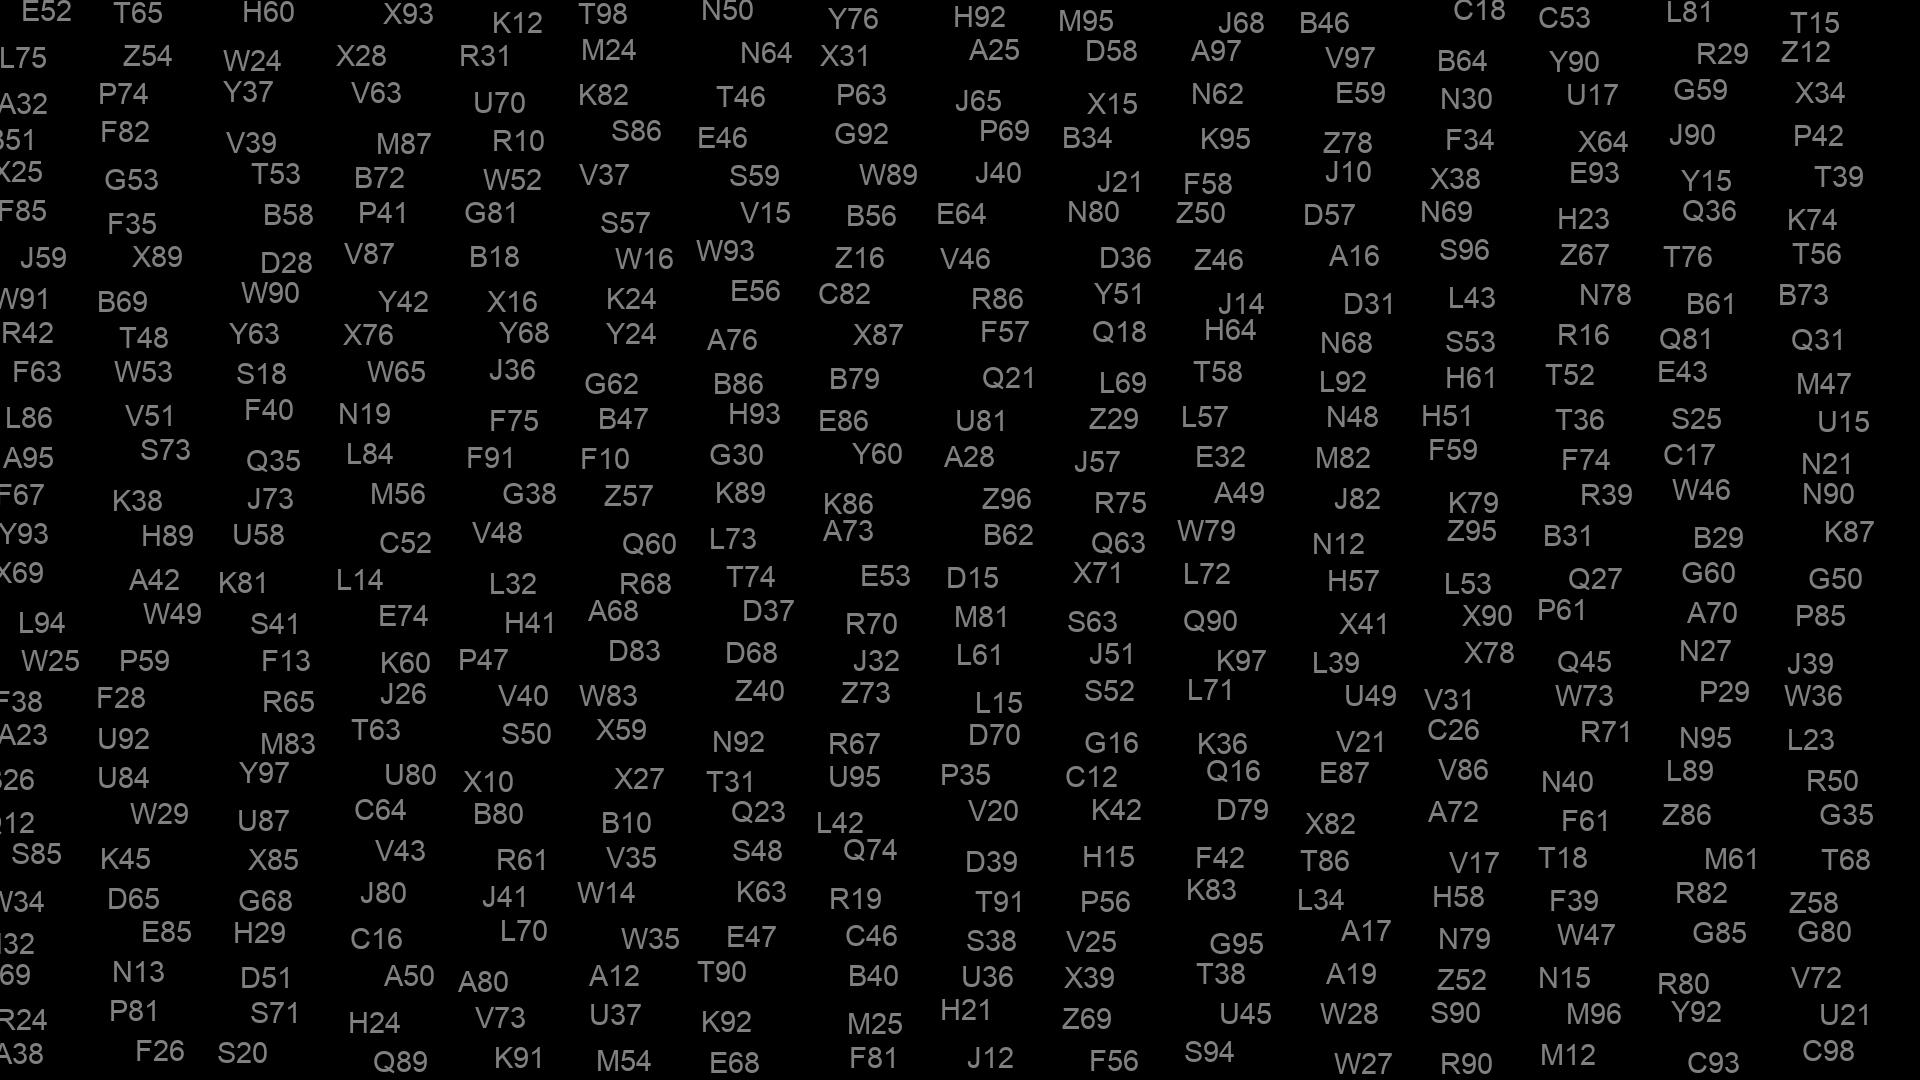 E52 T65 H60 X93 K12 T98 N50 Y76 H92 M95 J68 B46 C18 C53 L81 T15
L75 Z54 W24 X28 R31 M24 N64 X31 A25 D58 A97 V97 B64 Y90 R29 Z12
A32 P74 Y37 V63 U70 K82 T46 P63 J65 X15 N62 E59 N30 U17 G59 X34
F82 V39 M87 R10 S86 E46 G92 P69 B34 K95 Z78 F34 X64 J90 P42
X25 G53 T53 B72 W52 V37 S59 W89 J40 J21 F58 J10 X38 E93 Y15 T39
F85 F35 B58 P41 G81 S57 V15 B56 E64 N80 Z50 D57 N69 H23 Q36 K74
J59 X89 D28 V87 B18 W16 W93 Z16 V46 D36 Z46 A16 S96 Z67 T76 T56
W91 B69 W90 Y42 X16 K24 E56 C82 R86 Y51 J14 D31 L43 N78 B61 B73
R42 T48 Y63 X76 Y68 Y24 A76 X87 F57 Q18 H64 N68 S53 R16 Q81 Q31
F63 W53 S18 W65 J36 G62 B86 B79 Q21 L69 T58 L92 H61 T52 E43 M47
L86 V51 F40 N19 F75 B47 H93 E86 U81 Z29 L57 N48 H51 T36 S25 U15
A95 S73 Q35 L84 F91 F10 G30 Y60 A28 J57 E32 M82 F59 F74 C17 N21
F67 K38 J73 M56 G38 Z57 K89 K86 Z96 R75 A49 J82 K79 R39 W46 N90
Y93 H89 U58 C52 V48 Q60 L73 A73 B62 Q63 W79 N12 Z95 B31 B29 K87
X69 A42 K81 L14 L32 R68 T74 E53 D15 X71 L72 H57 L53 Q27 G60 G50
L94 W49 S41 E74 H41 A68 D37 R70 M81 S63 Q90 X41 X90 P61 A70 P85
W25 P59 F13 K60 P47 D83 D68 J32 L61 J51 K97 L39 X78 Q45 N27 J39
F38 F28 R65 J26 V40 W83 Z40 Z73 L15 S52 L71 U49 V31 W73 P29 W36
A23 U92 M83 T63 S50 X59 N92 R67 D70 G16 K36 V21 C26 R71 N95 L23
U84 Y97 U80 X10 X27 T31 U95 P35 C12 Q16 E87 V86 N40 L89 R50
W29 U87 C64 B80 B10 Q23 L42 V20 K42 D79 X82 A72 F61 Z86 G35
S85 K45 X85 V43 R61 V35 S48 Q74 D39 H15 F42 T86 V17 T18 M61 T68
W34 D65 G68 J80 J41 W14 K63 R19 T91 P56 K83 L34 H58 F39 R82 Z58
E85 H29 C16 L70 W35 E47 C46 S38 V25 G95 A17 N79 W47 G85 G80
N13 D51 A50 A80 A12 T90 B40 U36 X39 T38 A19 Z52 N15 R80 V72
R24 P81 S71 H24 V73 U37 K92 M25 H21 Z69 U45 W28 S90 M96 Y92 U21
A38 F26 S20 Q89 K91 M54 E68 F81 J12 F56 S94 W27 R90 M12 C93 C98